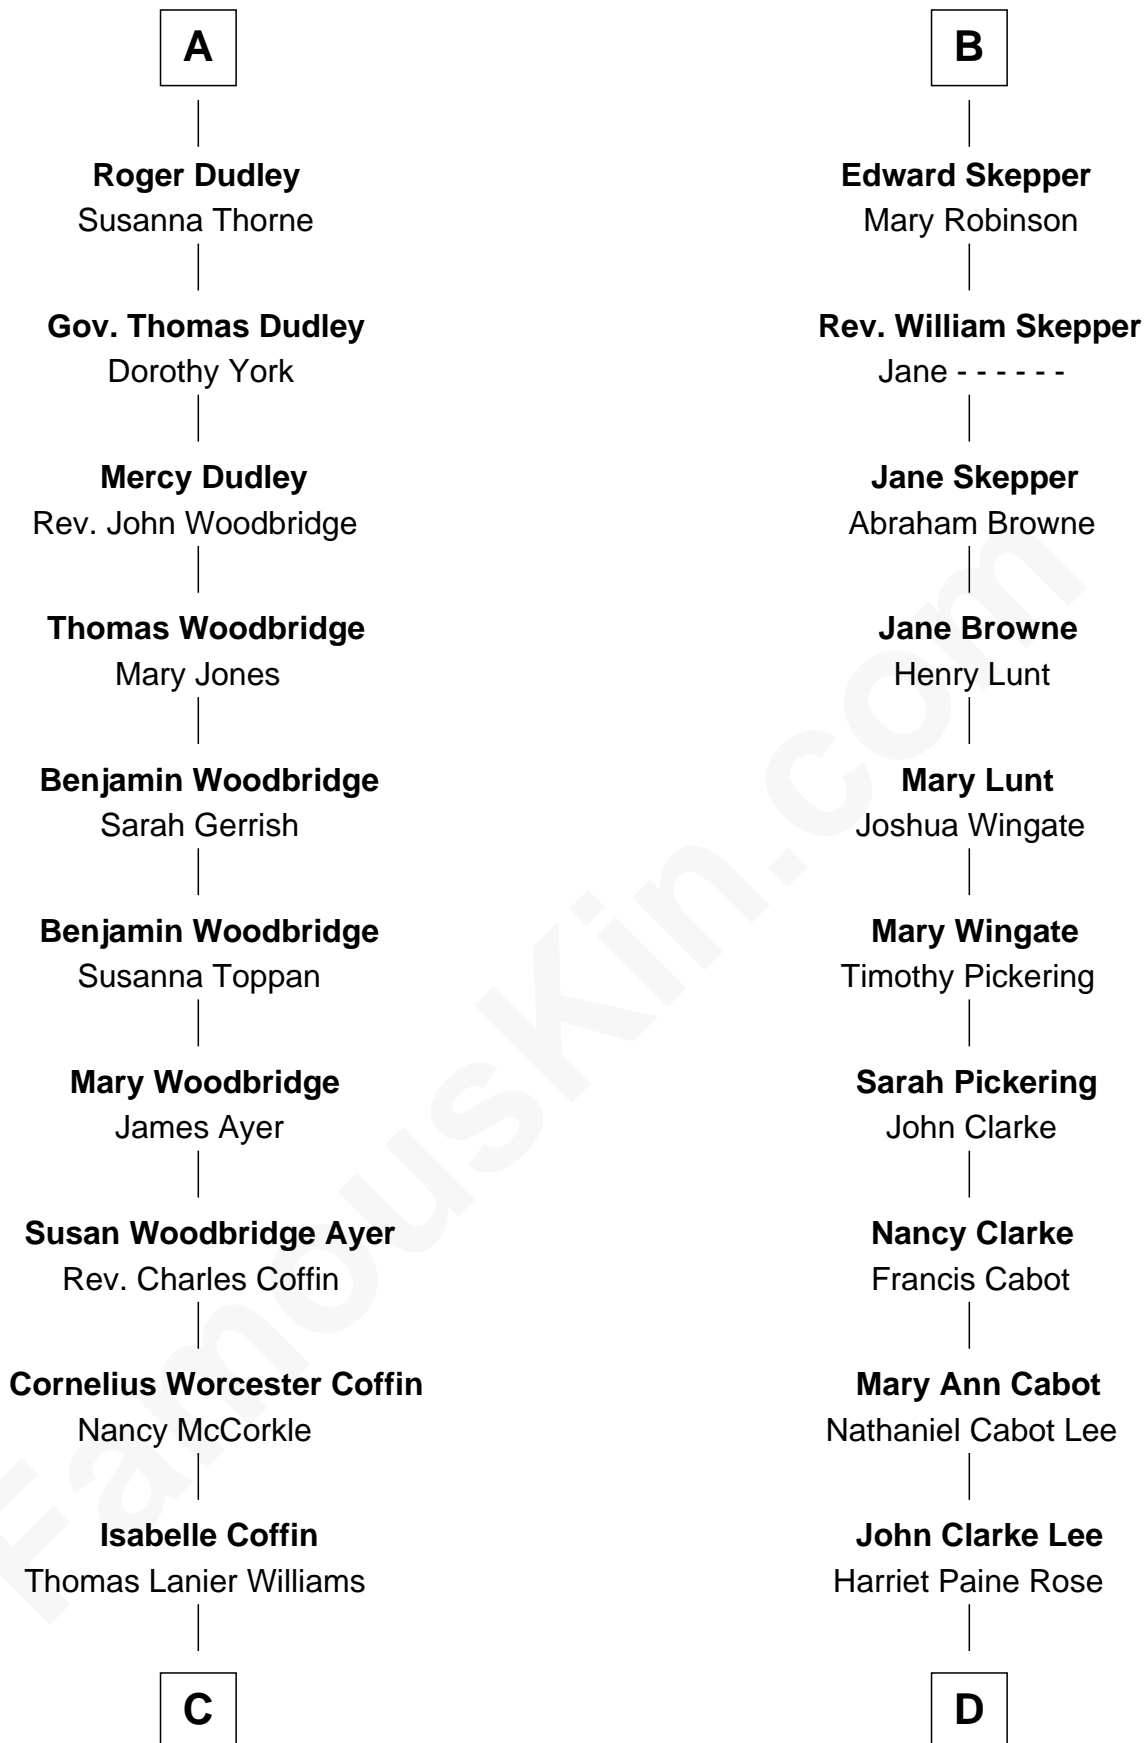 A
Roger Dudley
Susanna Thorne
Gov. Thomas Dudley
Dorothy York
Mercy Dudley
Rev. John Woodbridge
Thomas Woodbridge
Mary Jones
Benjamin Woodbridge
Sarah Gerrish
Benjamin Woodbridge
Susanna Toppan
Mary Woodbridge
James Ayer
Susan Woodbridge Ayer
Rev. Charles Coffin
Cornelius Worcester Coffin
Nancy McCorkle
Isabelle Coffin
Thomas Lanier Williams
C
B
Edward Skepper
Mary Robinson
Rev. William Skepper
Jane - - - - - -
Jane Skepper
Abraham Browne
Jane Browne
Henry Lunt
Mary Lunt
Joshua Wingate
Mary Wingate
Timothy Pickering
Sarah Pickering
John Clarke
Nancy Clarke
Francis Cabot
Mary Ann Cabot
Nathaniel Cabot Lee
John Clarke Lee
Harriet Paine Rose
D
FamousKin.com